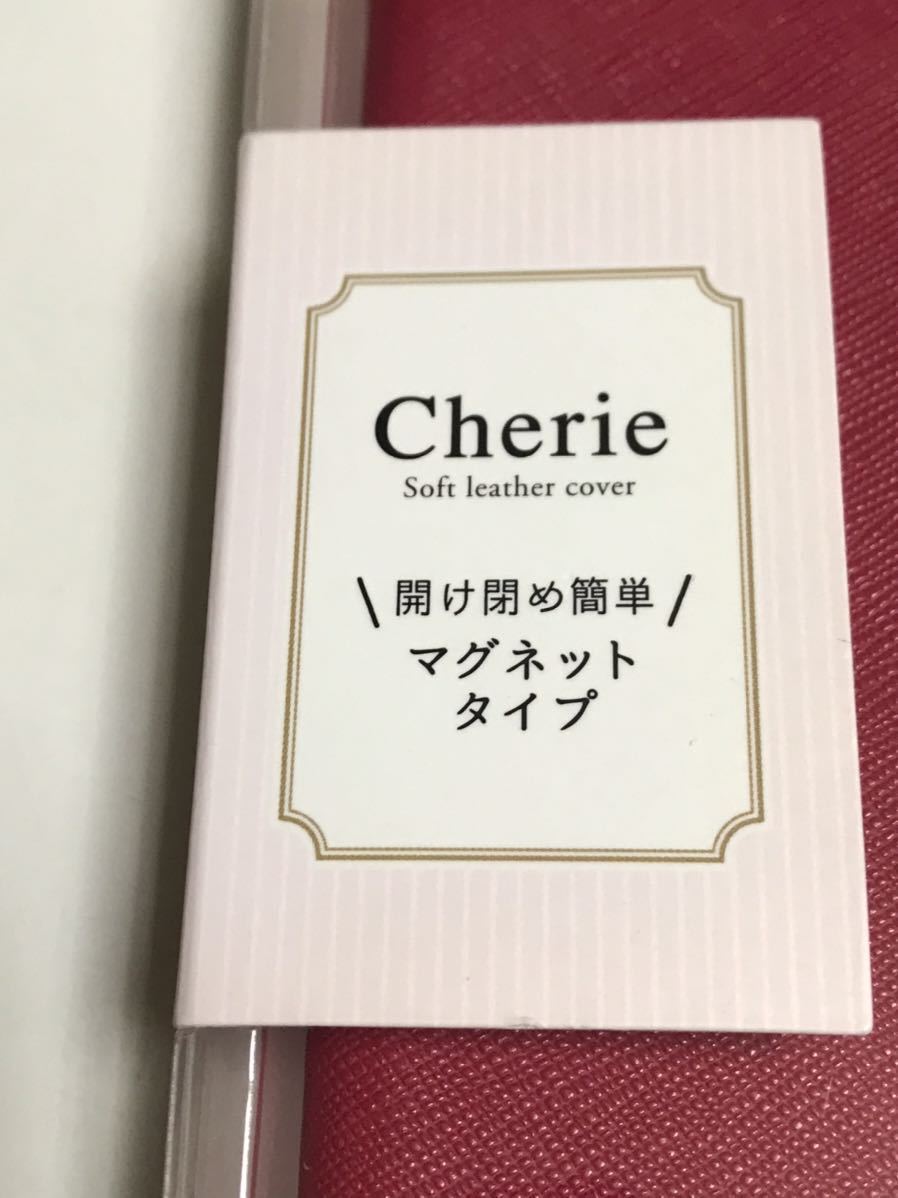 Cherie
Soft leather cover
\ 開け閉め簡単 /
マグネット
タイプ